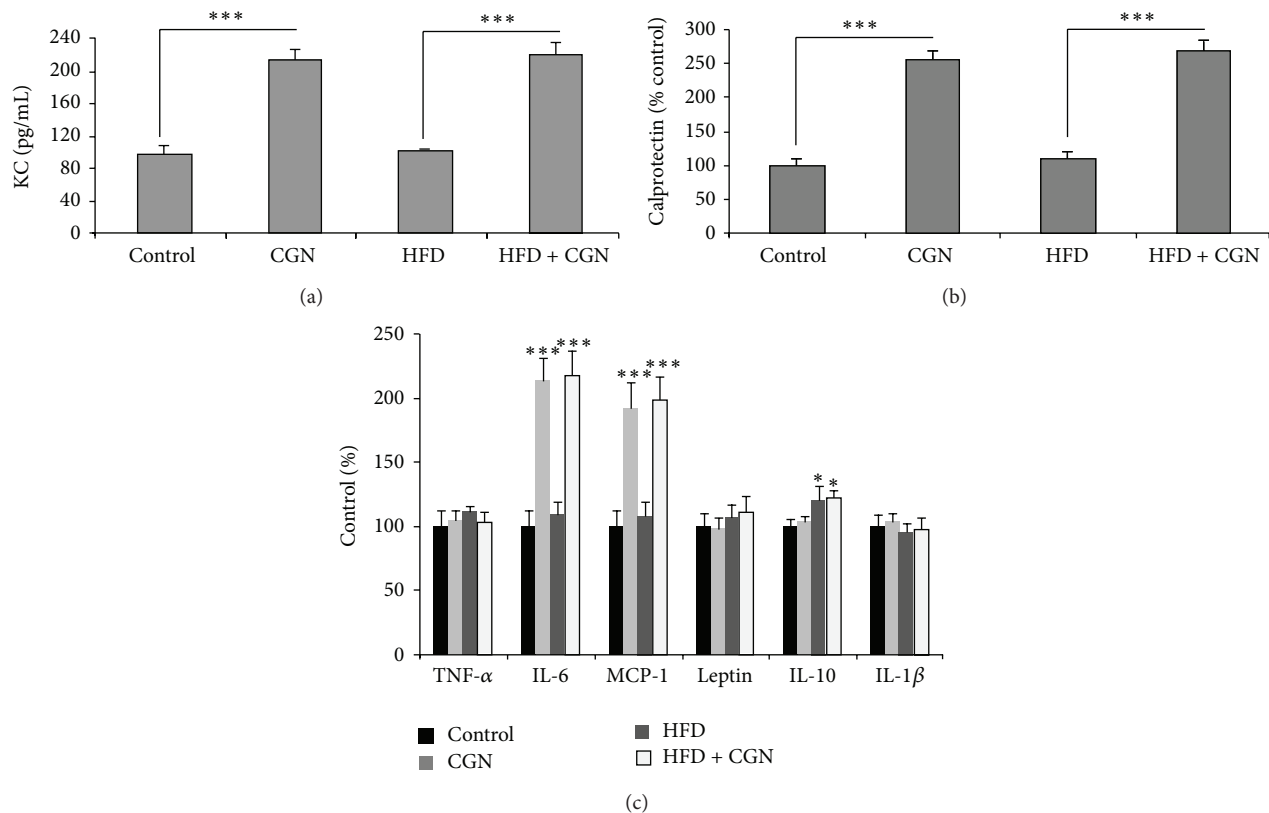 ***
***
240
200
160
120
80
40
0
KC (pg/mL)
Control
CGN
HFD
HFD + CGN
(a)
***
***
300
250
200
150
100
50
0
Calprotectin (% control)
Control
CGN
HFD
HFD + CGN
(b)
250
200
150
100
50
0
Control (%)
***
***
***
***
*
*
TNF-α
IL-6
MCP-1
Leptin
IL-10
IL-1β
Control
CGN
HFD
HFD + CGN
(c)